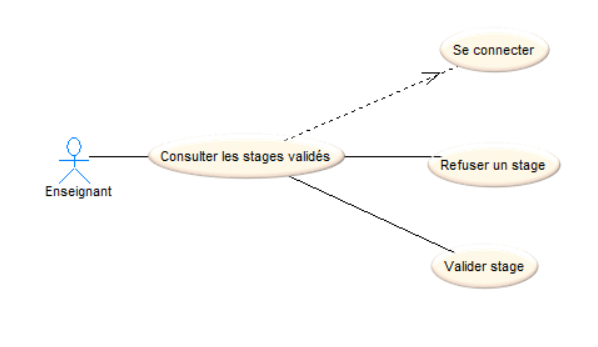 Se connecter
Consulter les stages validés
Refuser un stage
Enseignant
Valider stage